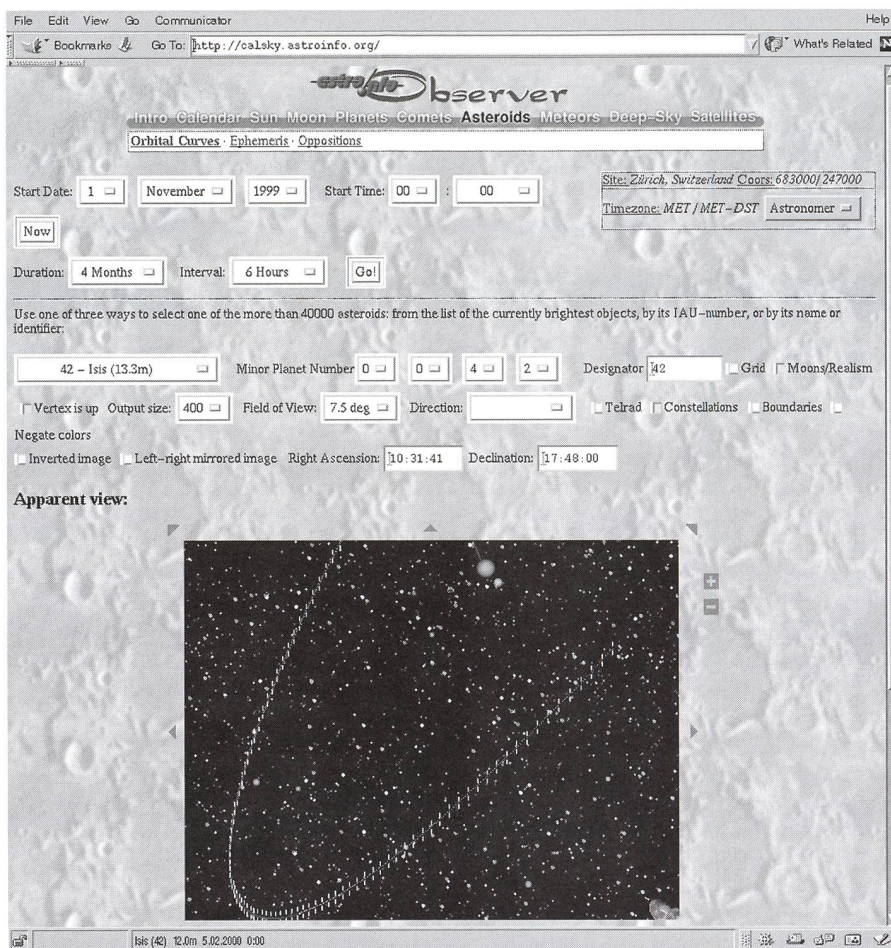 File Edit View Go Communicator Help
Bookmarks Go To: http://calsky.astroinfo.org/ What's Related N
astro info Observer
Intro Calendar Sun Moon Planets Comets Asteroids Meteors Deep-Sky Satellites
Orbital Curves · Ephemeris · Oppositions
Site: Zürich, Switzerland Coors: 683000/247000
Start Date: 1 November 1999 Start Time: 00 : 00
Timezone: MET / MET-DST Astronomer
Now
Duration: 4 Months Interval: 6 Hours Go!
Use one of three ways to select one of the more than 40000 asteroids: from the list of the currently brightest objects, by its IAU-number, or by its name or
identifier:
42 - Isis (13.3m) Minor Planet Number 0 0 4 2 Designator 42 Grid Moons/Realism
Vertex is up Output size: 400 Field of View: 7.5 deg Direction: Telrad Constellations Boundaries
Negate colors
Inverted image Left-right mirrored image Right Ascension: 10:31:41 Declination: 17:48:00
Apparent view:
Isis (42) 12.0m 5.02.2000 0:00